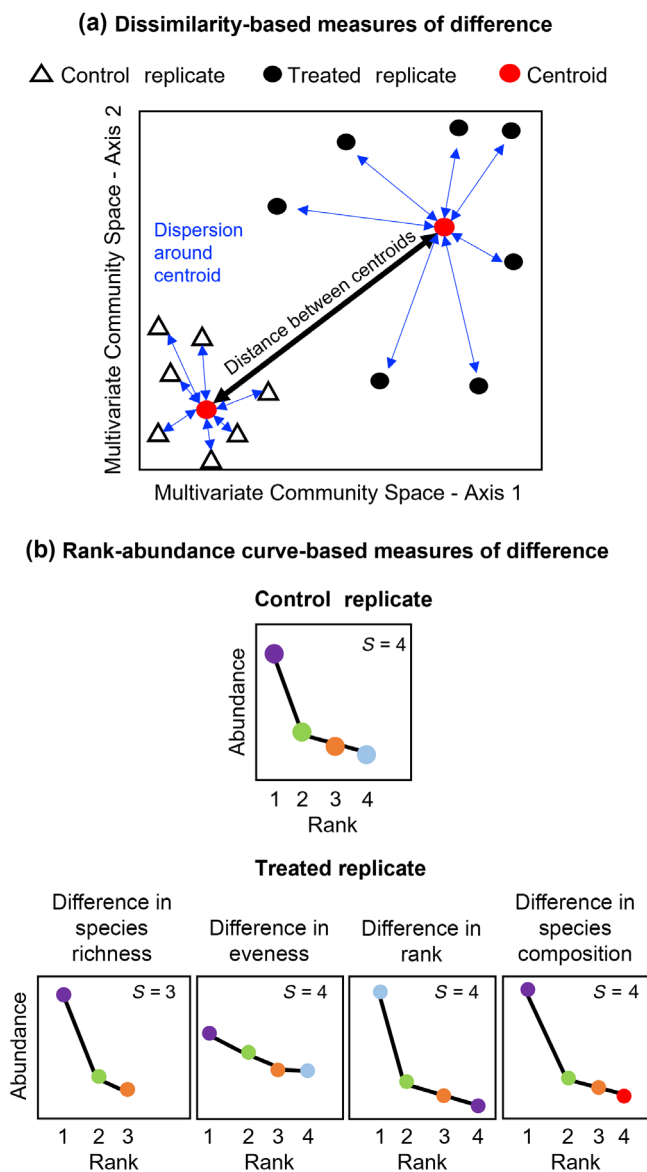 (a) Dissimilarity-based measures of difference
Control replicate
Treated replicate
Centroid
Multivariate Community Space - Axis 2
Dispersion
around
centroid
Distance between centroids
Multivariate Community Space - Axis 1
(b) Rank-abundance curve-based measures of difference
Control replicate
S = 4
Abundance
1 2 3 4
Rank
Treated replicate
Difference in
species
richness
Difference in
eveness
Difference in
rank
Difference in
species
composition
Abundance
S = 3
S = 4
S = 4
S = 4
1 2 3
1 2 3 4
1 2 3 4
1 2 3 4
Rank
Rank
Rank
Rank